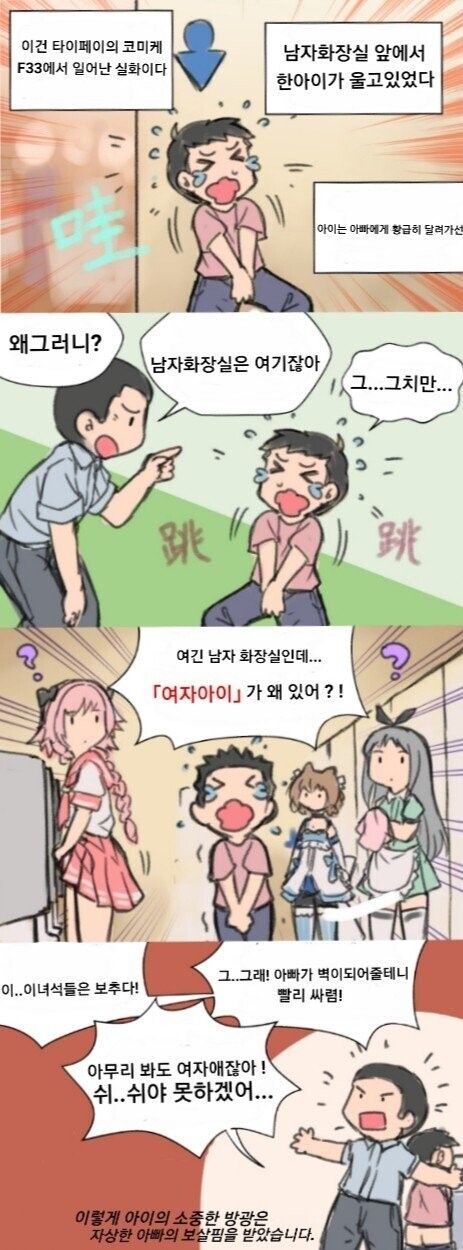 이건 타이페이의 코미케
F33에서 일어난 실화이다
남자화장실 앞에서
한아이가 울고있었다
哇
아이는 아빠에게 황급히 달려가선
왜그러니?
남자화장실은 여기잖아
그...그치만...
跳
跳
?
여긴 남자 화장실인데...
「여자아이」가 왜 있어?!
?
이..이녀석들은 보추다!
그..그래! 아빠가 벽이되어줄테니
빨리 싸렴!
아무리 봐도 여자애잖아!
쉬..쉬야 못하겠어...
이렇게 아이의 소중한 방광은
자상한 아빠의 보살핌을 받았습니다.